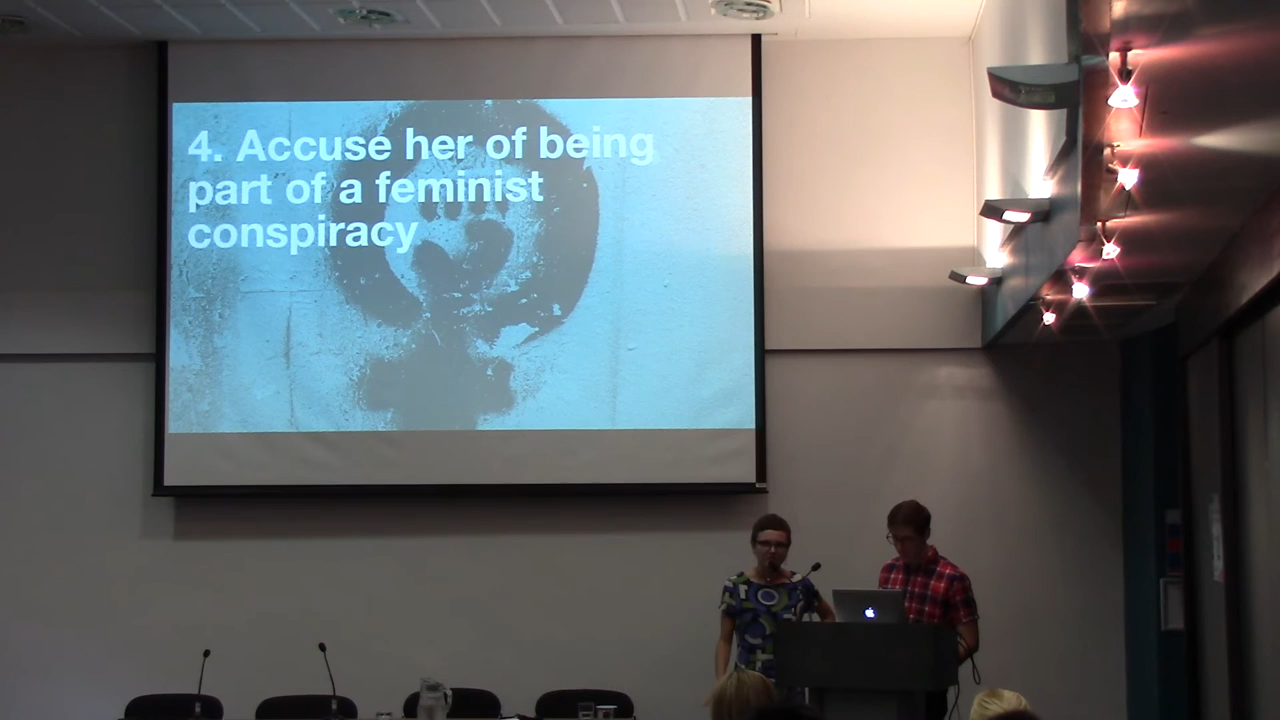 4. Accuse her of being
part of a feminist
conspiracy